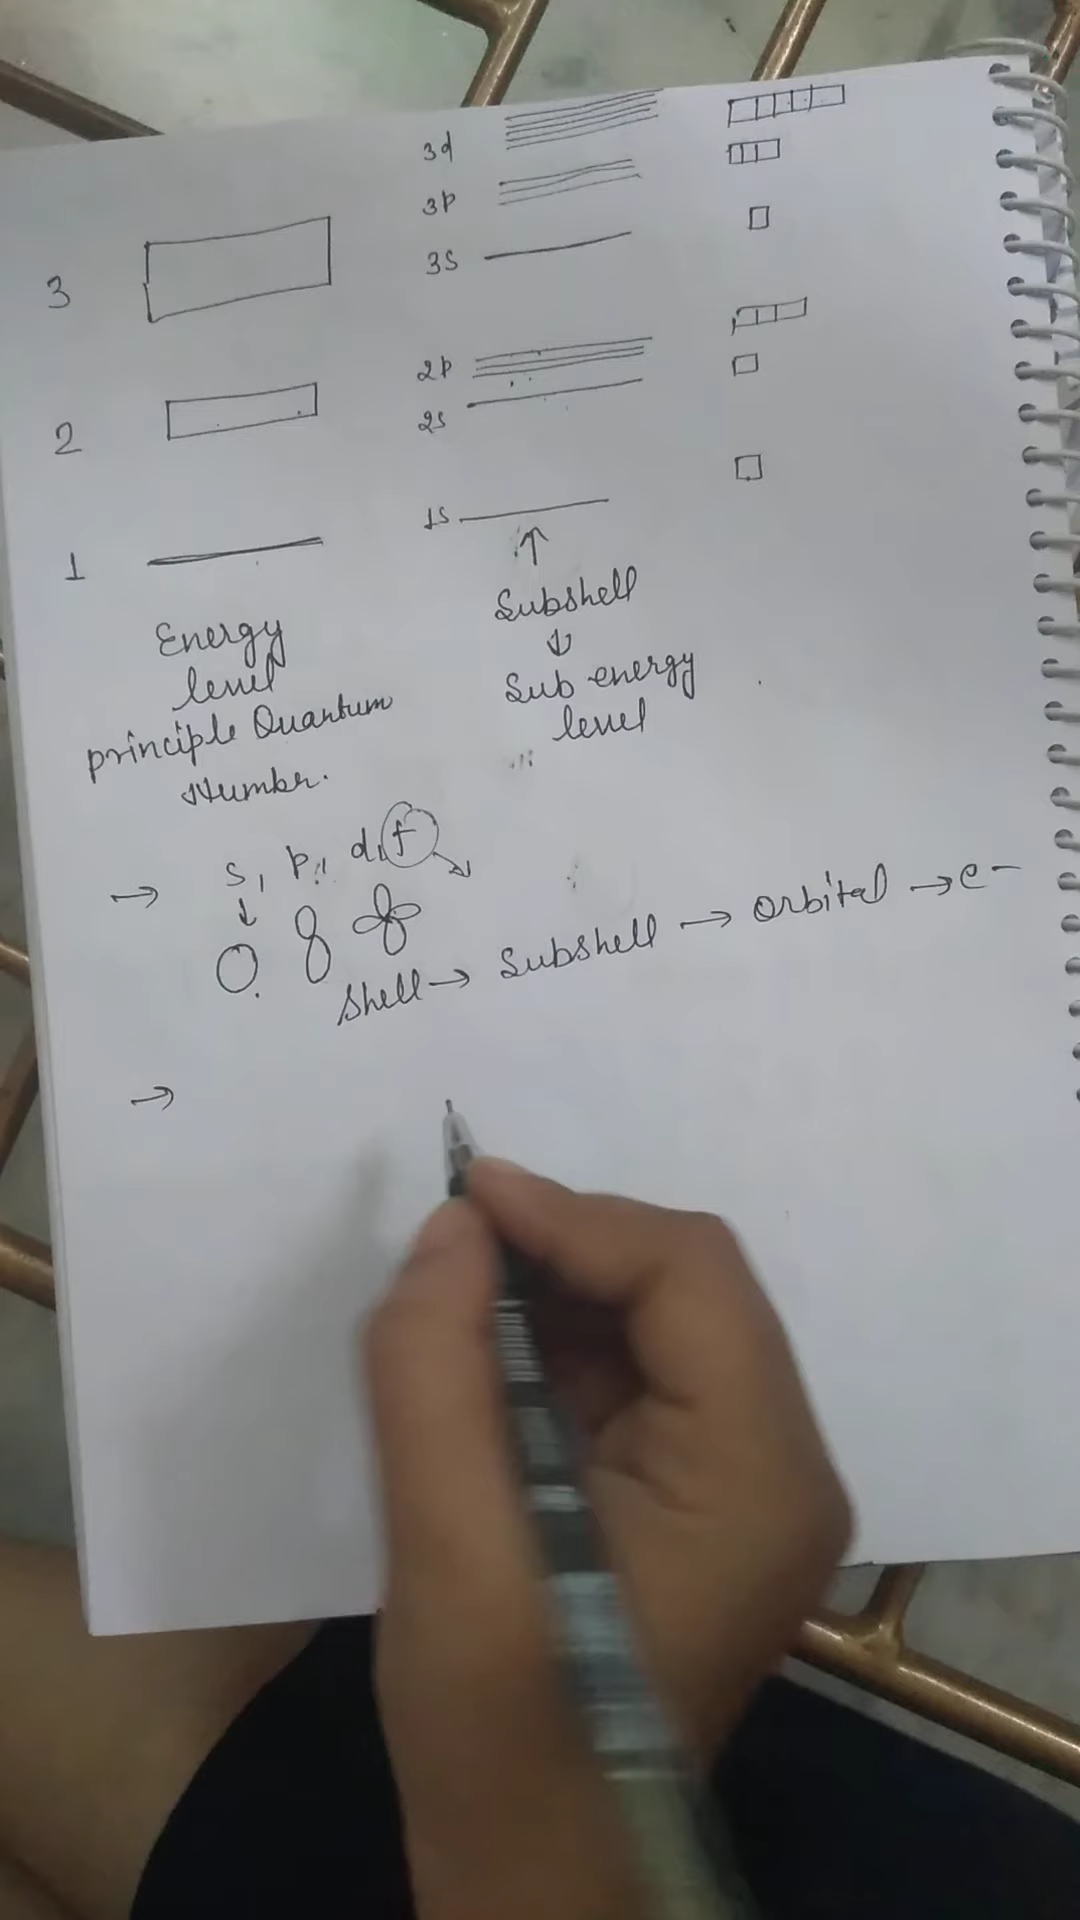 3d
3p
3s
3
2p
2s
2
1s
1
Subshell
Sub energy
level
Energy
level
principle Quantum
Numbr.
→ s, p, d, f
Shell → Subshell → Orbital → e-
→